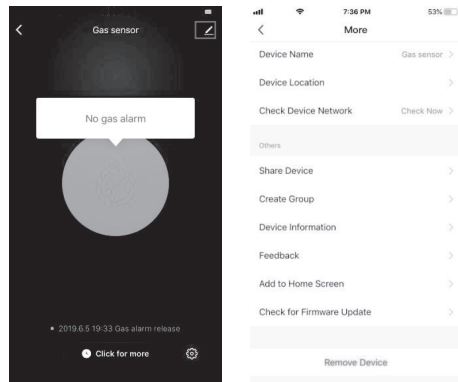 Gas sensor
No gas alarm
2019.6.5 19:33 Gas alarm release
Click for more
7:36 PM 53%
More
Device Name Gas sensor
Device Location
Check Device Network Check Now
Others
Share Device
Create Group
Device Information
Feedback
Add to Home Screen
Check for Firmware Update
Remove Device